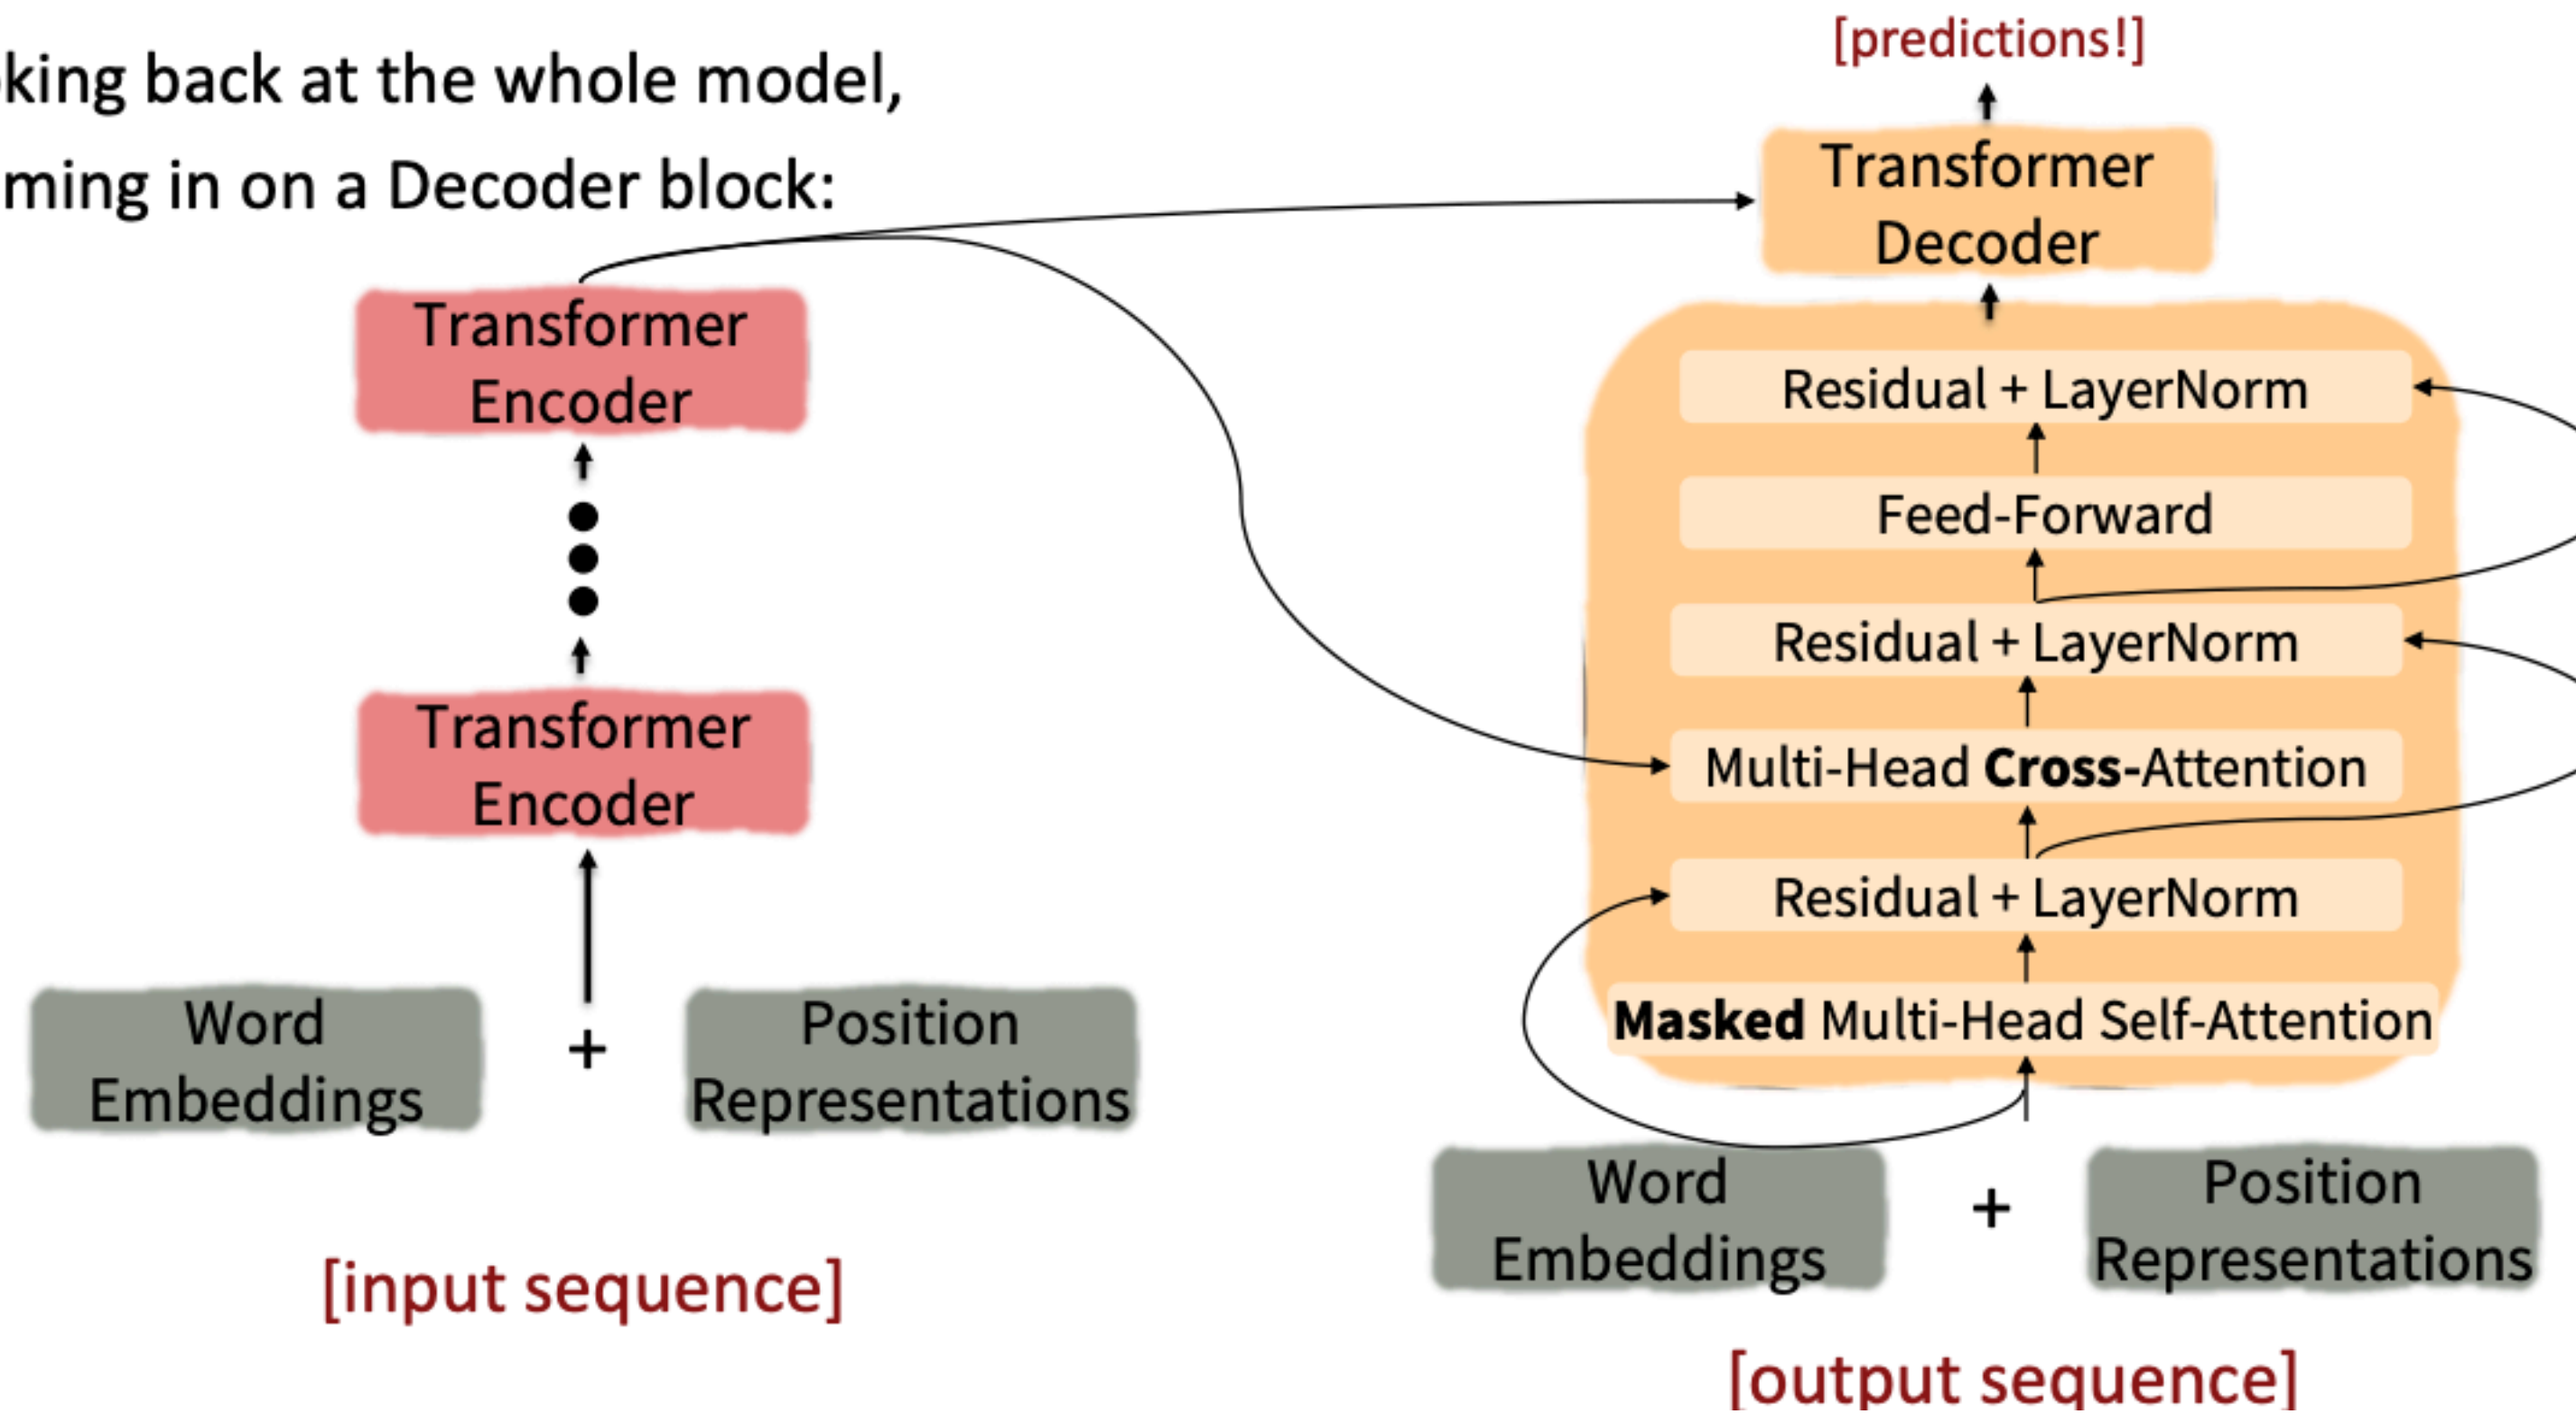 king back at the whole model,
ming in on a Decoder block:
Transformer
Encoder
Transformer
Encoder
Word
Embeddings
+
Position
Representations
[input sequence]
[predictions!]
Transformer
Decoder
Residual + LayerNorm
Feed-Forward
Residual + LayerNorm
Multi-Head Cross-Attention
Residual + LayerNorm
Masked Multi-Head Self-Attention
Word
Embeddings
+
Position
Representations
[output sequence]